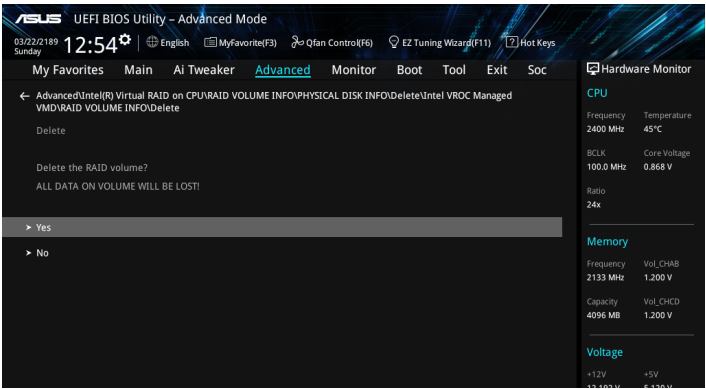 ASUS UEFI BIOS Utility – Advanced Mode
03/22/2189 Sunday 12:54 English MyFavorite(F3) Qfan Control(F6) EZ Tuning Wizard(F11) ? Hot Keys
My Favorites Main Ai Tweaker Advanced Monitor Boot Tool Exit Soc
Advanced\Intel(R) Virtual RAID on CPU\RAID VOLUME INFO\PHYSICAL DISK INFO\Delete\Intel VROC Managed
VMD\RAID VOLUME INFO\Delete
Delete
Delete the RAID volume?
ALL DATA ON VOLUME WILL BE LOST!
Yes
No
Hardware Monitor
CPU
Frequency Temperature
2400 MHz 45°C
BCLK Core Voltage
100.0 MHz 0.868 V
Ratio
24x
Memory
Frequency Vol_CHAB
2133 MHz 1.200 V
Capacity Vol_CHCD
4096 MB 1.200 V
Voltage
+12V +5V
12.192 V 5.120 V